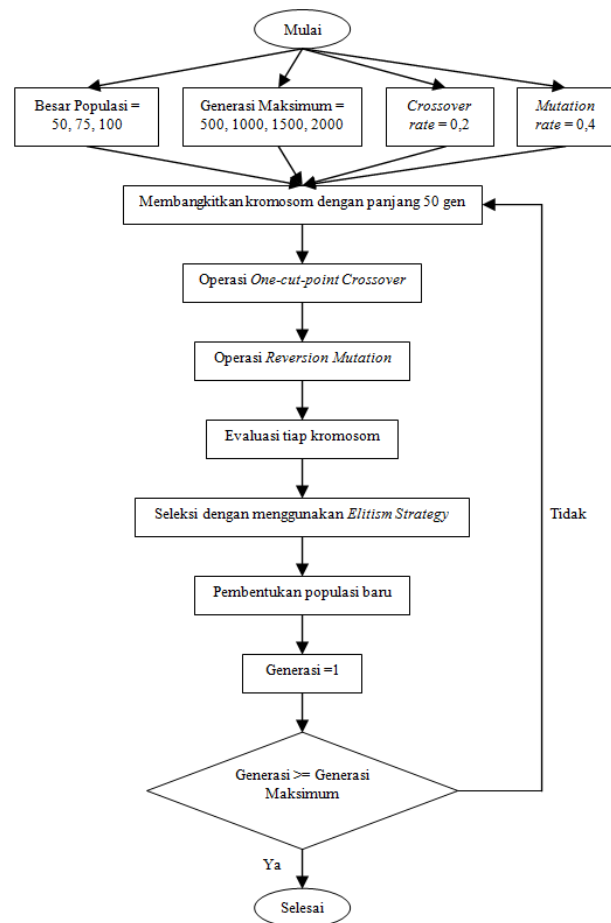 Mulai
Besar Populasi =
50, 75, 100
Generasi Maksimum =
500, 1000, 1500, 2000
Crossover
rate = 0,2
Mutation
rate = 0,4
Membangkitkan kromosom dengan panjang 50 gen
Operasi One-cut-point Crossover
Operasi Reversion Mutation
Evaluasi tiap kromosom
Seleksi dengan menggunakan Elitism Strategy
Tidak
Pembentukan populasi baru
Generasi =1
Generasi >= Generasi
Maksimum
Ya
Selesai